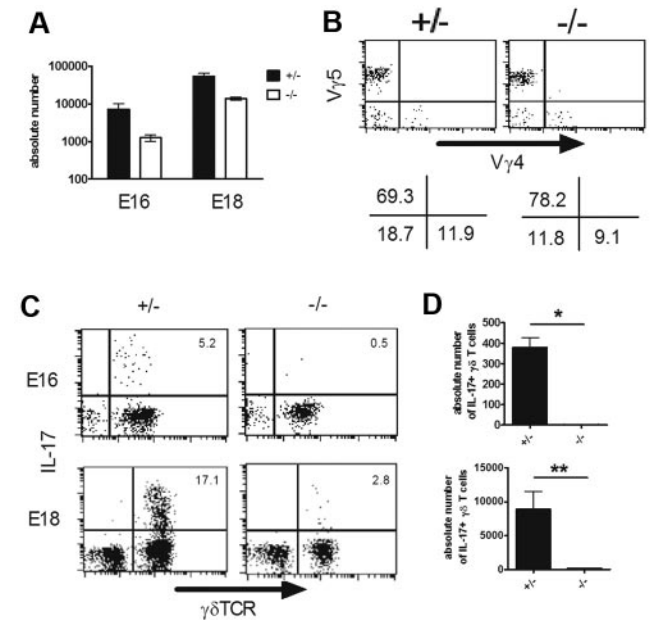 A
100000
10000
1000
100
absolute number
E16
E18
+/-
-/-
B
+/-
-/-
Vγ5
Vγ4
69.3
18.7
11.9
78.2
11.8
9.1
C
+/-
-/-
E16
5.2
0.5
IL-17
E18
17.1
2.8
γδTCR
D
absolute number
of IL-17+ γδ T cells
500
400
300
200
100
0
*
+/-
-/-
absolute number
of IL-17+ γδ T cells
15000
10000
5000
0
**
+/-
-/-